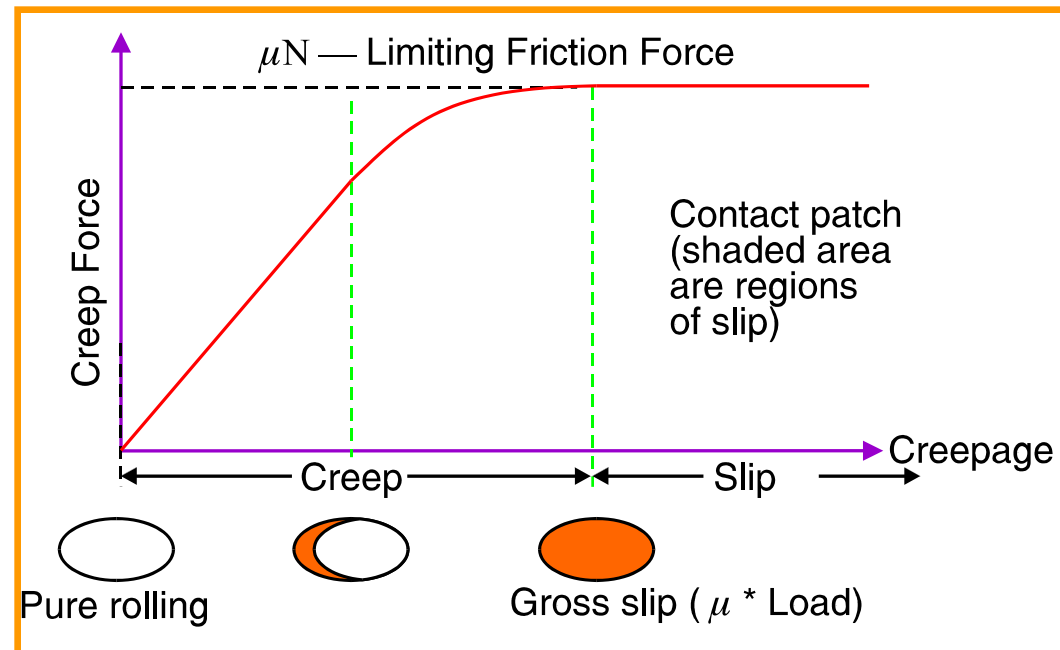 µN — Limiting Friction Force
Creep Force
Contact patch
(shaded area
are regions
of slip)
Creepage
Creep
Slip
Pure rolling
Gross slip ( µ * Load)